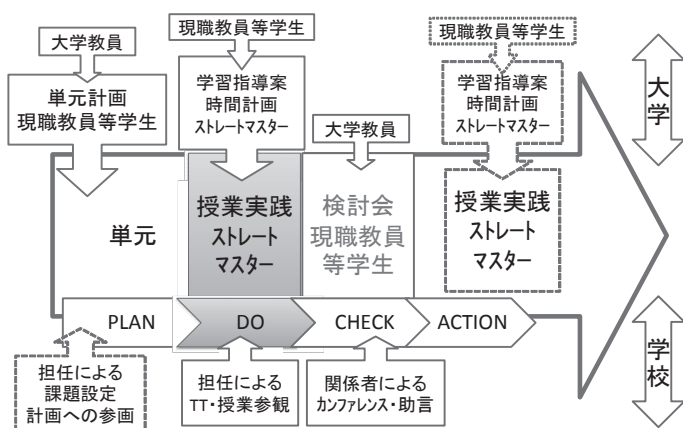 大学教員
単元計画
現職教員等学生
現職教員等学生
学習指導案
時間計画
ストレートマスター
大学教員
現職教員等学生
学習指導案
時間計画
ストレートマスター
大学
単元
授業実践
ストレート
マスター
検討会
現職教員
等学生
授業実践
ストレート
マスター
PLAN
DO
CHECK
ACTION
担任による
課題設定
計画への参画
担任による
TT・授業参観
関係者による
カンファレンス・助言
学校